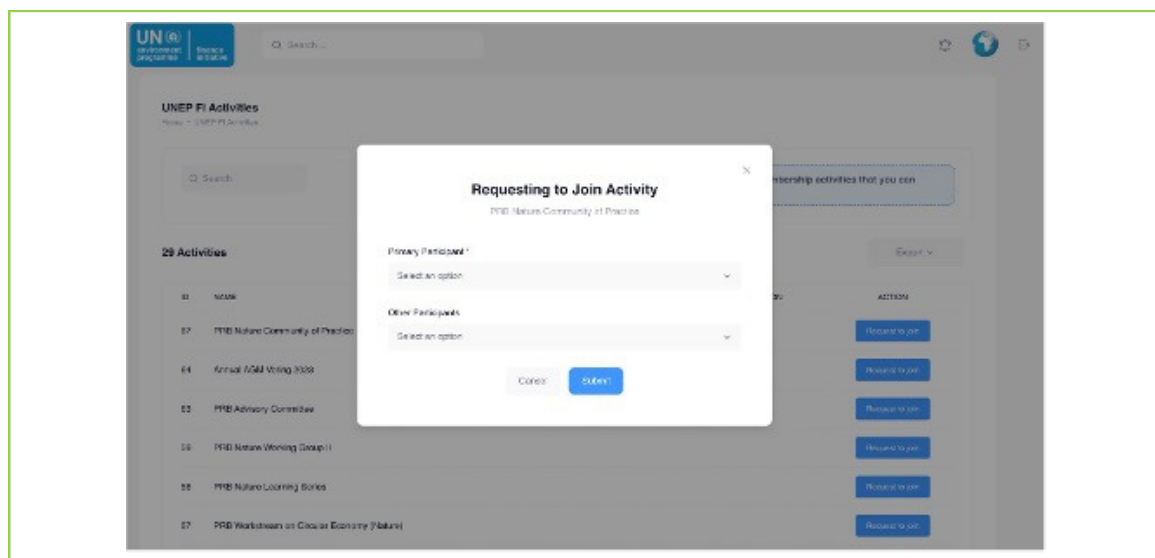 UN
environment programme
finance initiative
Search...
UNEP FI Activities
Home • UNEP FI Activities
Search
membership activities that you can
Requesting to Join Activity
PRB Nature Community of Practice
29 Activities
Export
Primary Participant*
Select an option
Other Participants
Select an option
Cancel Submit
ID NAME ACTION
PRB Nature Community of Practice Request to join
Annual AGM Voting 2023 Request to join
PRB Advisory Committee Request to join
PRB Nature Working Group II Request to join
PRB Nature Learning Series Request to join
57 PRB Workstream on Circular Economy (Nature) Request to join